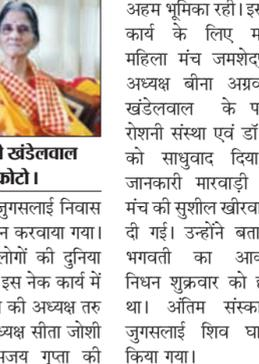 खंडेलवाल
फोटो।
जुगसलाई निवास
न करवाया गया।
लोगों की दुनिया
इस नेक कार्य में
की अध्यक्ष तरु
ध्यक्ष सीता जोशी
संजय गुप्ता की
अहम भूमिका रही। इस
कार्य के लिए म
महिला मंच जमशेद
अध्यक्ष बीना अग्रव
खंडेलवाल के प
रोशनी संस्था एवं डॉ
को साधुवाद दिया
जानकारी मारवाड़ी
मंच की सुशील खीरव
दी गई। उन्होंने बता
भगवती का आव
निधन शुक्रवार को ह
था। अंतिम संस्का
जुगसलाई शिव घा
किया गया।